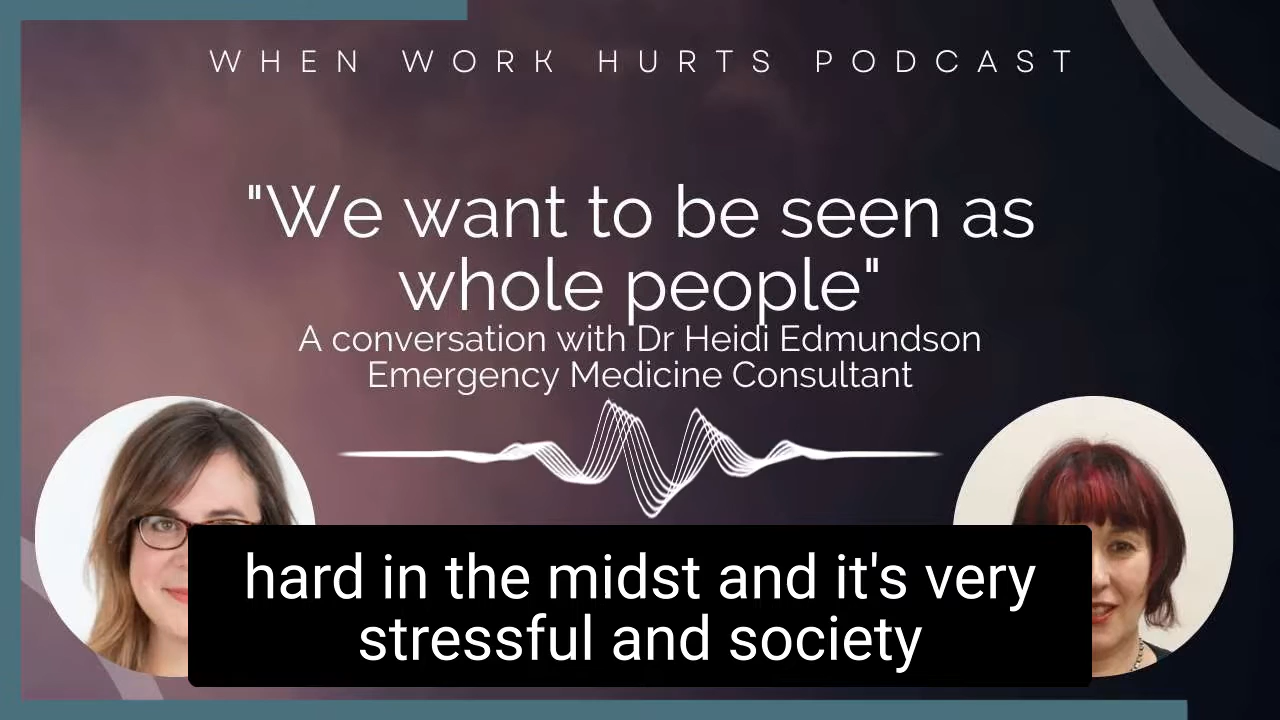 WHEN WORK HURTS PODCAST
"We want to be seen as
whole people"
A conversation with Dr Heidi Edmundson
Emergency Medicine Consultant
hard in the midst and it's very
stressful and society